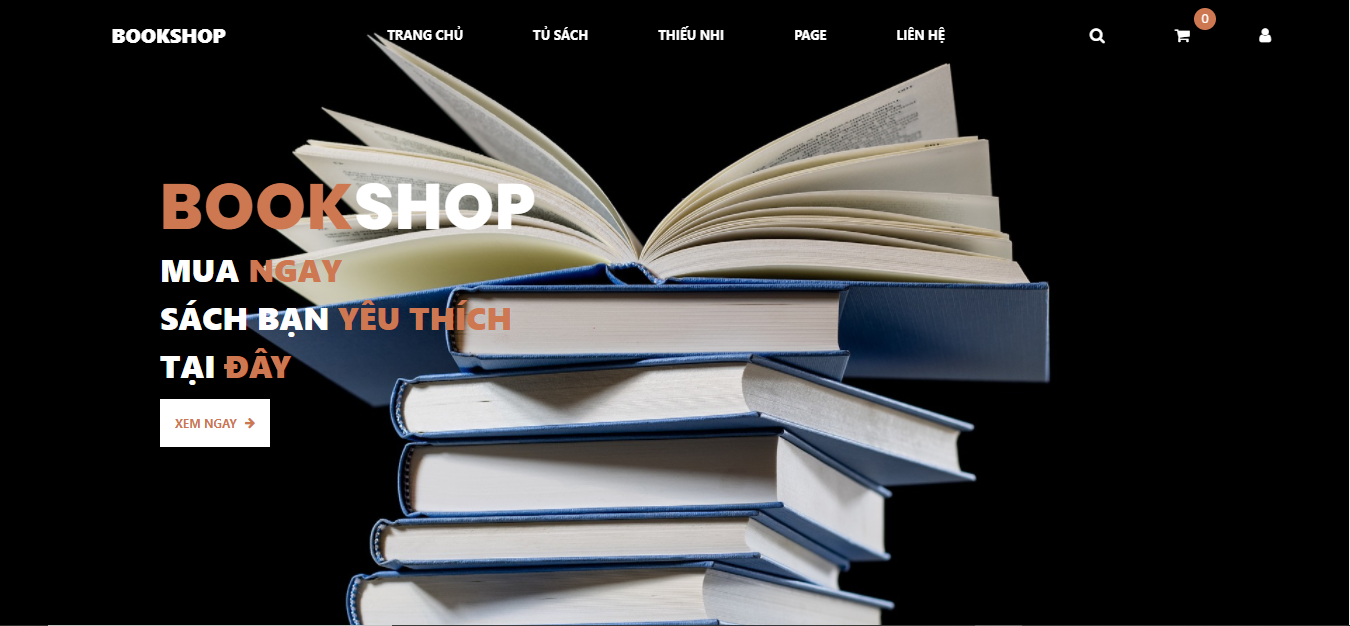 BOOKSHOP
TRANG CHỦ
TỦ SÁCH
THIẾU NHI
PAGE
LIÊN HỆ
0
BOOKSHOP
MUA NGAY
SÁCH BẠN YÊU THÍCH
TẠI ĐÂY
XEM NGAY